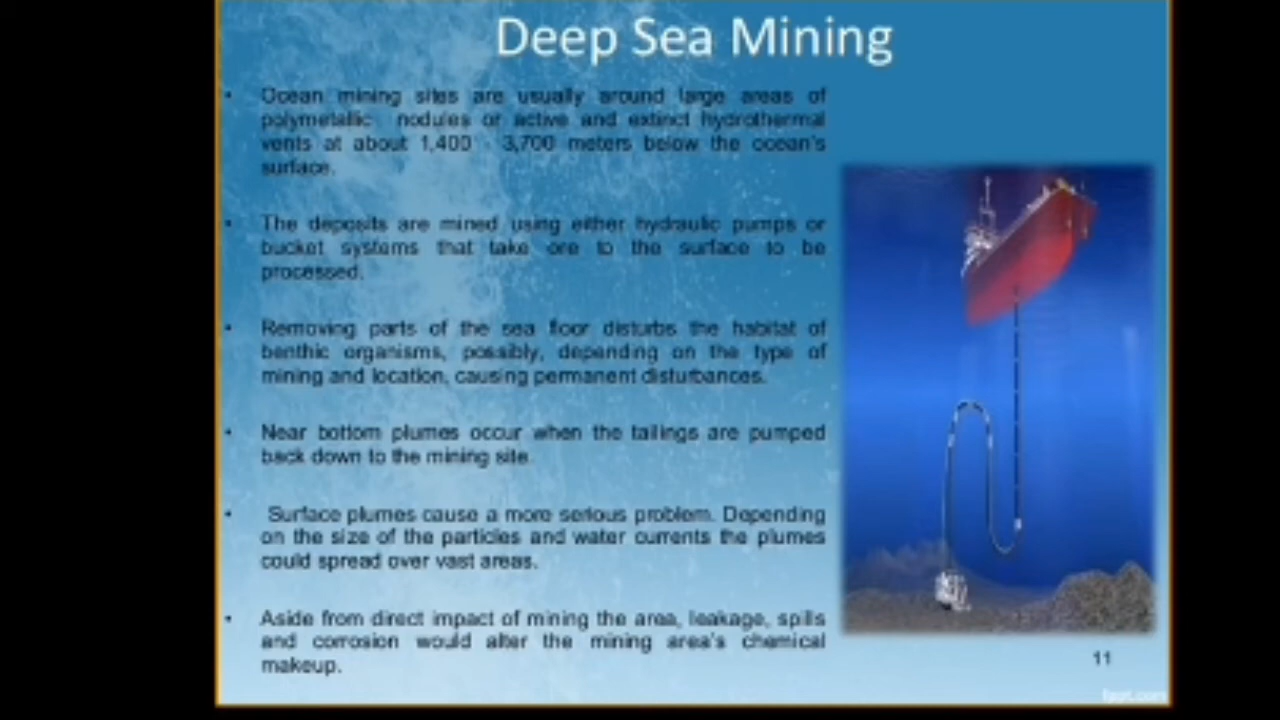 Deep Sea Mining
• Ocean mining sites are usually around large areas of
polymetallic nodules or active and extinct hydrothermal
vents at about 1,400 - 3,700 meters below the ocean's
surface.
• The deposits are mined using either hydraulic pumps or
bucket systems that take ore to the surface to be
processed.
• Removing parts of the sea floor disturbs the habitat of
benthic organisms, possibly, depending on the type of
mining and location, causing permanent disturbances.
• Near bottom plumes occur when the tailings are pumped
back down to the mining site.
• Surface plumes cause a more serious problem. Depending
on the size of the particles and water currents the plumes
could spread over vast areas.
• Aside from direct impact of mining the area, leakage, spills
and corrosion would alter the mining area's chemical
makeup.
11
fppt.com